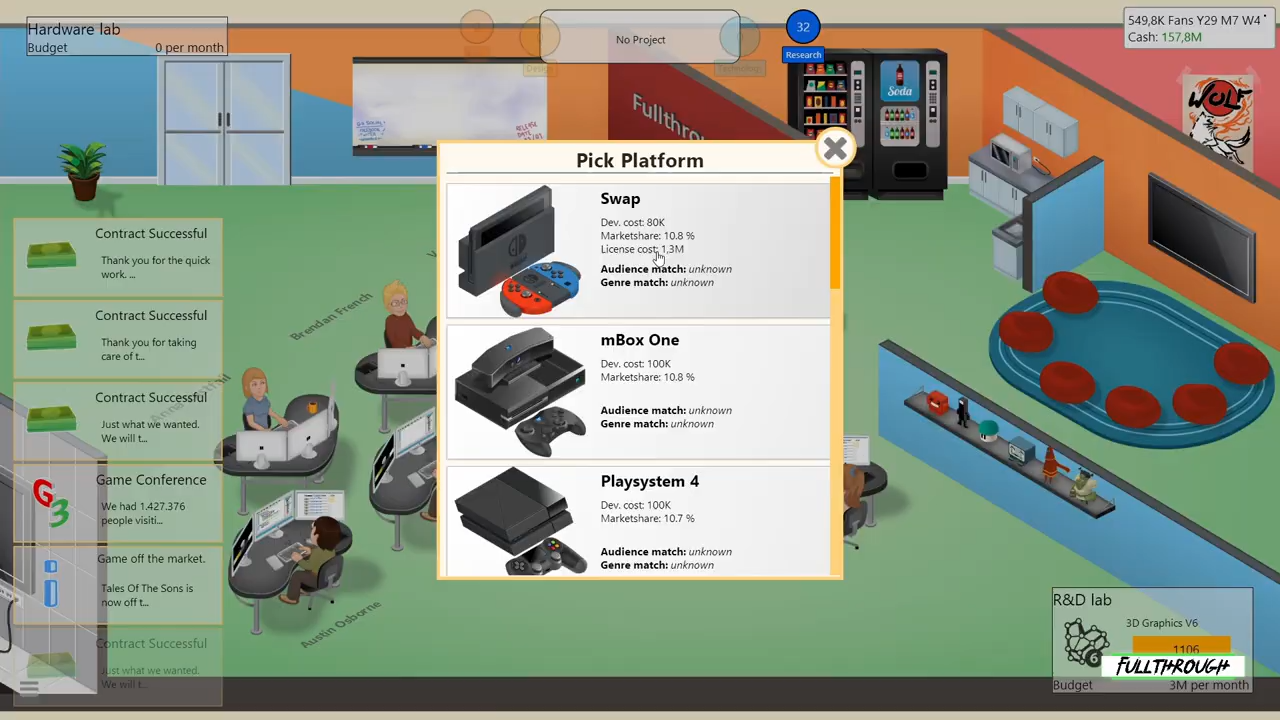 Hardware lab
Budget 0 per month
No Project
32
Research
549,8K Fans Y29 M7 W4
Cash: 157,8M
Design
Technology
Soda
WOLF
Fullthro
Brendan French
Austin Osborne
Contract Successful
Thank you for the
quick work. ...
Contract Successful
Thank you for taking
care of t...
Contract Successful
Just what we wanted.
We will t...
G3
Game Conference
We had 1.427.376
people visiti...
Game off the market.
Tales Of The Sons is
now off t...
Contract Successful
Just what we wanted.
We will t...
Pick Platform
Swap
Dev. cost: 80K
Marketshare: 10.8 %
License cost: 1,3M
Audience match: unknown
Genre match: unknown
mBox One
Dev. cost: 100K
Marketshare: 10.8 %
Audience match: unknown
Genre match: unknown
Playsystem 4
Dev. cost: 100K
Marketshare: 10.7 %
Audience match: unknown
Genre match: unknown
R&D lab
3D Graphics V6
1106
6
FULLTHROUGH
Budget 3M per month